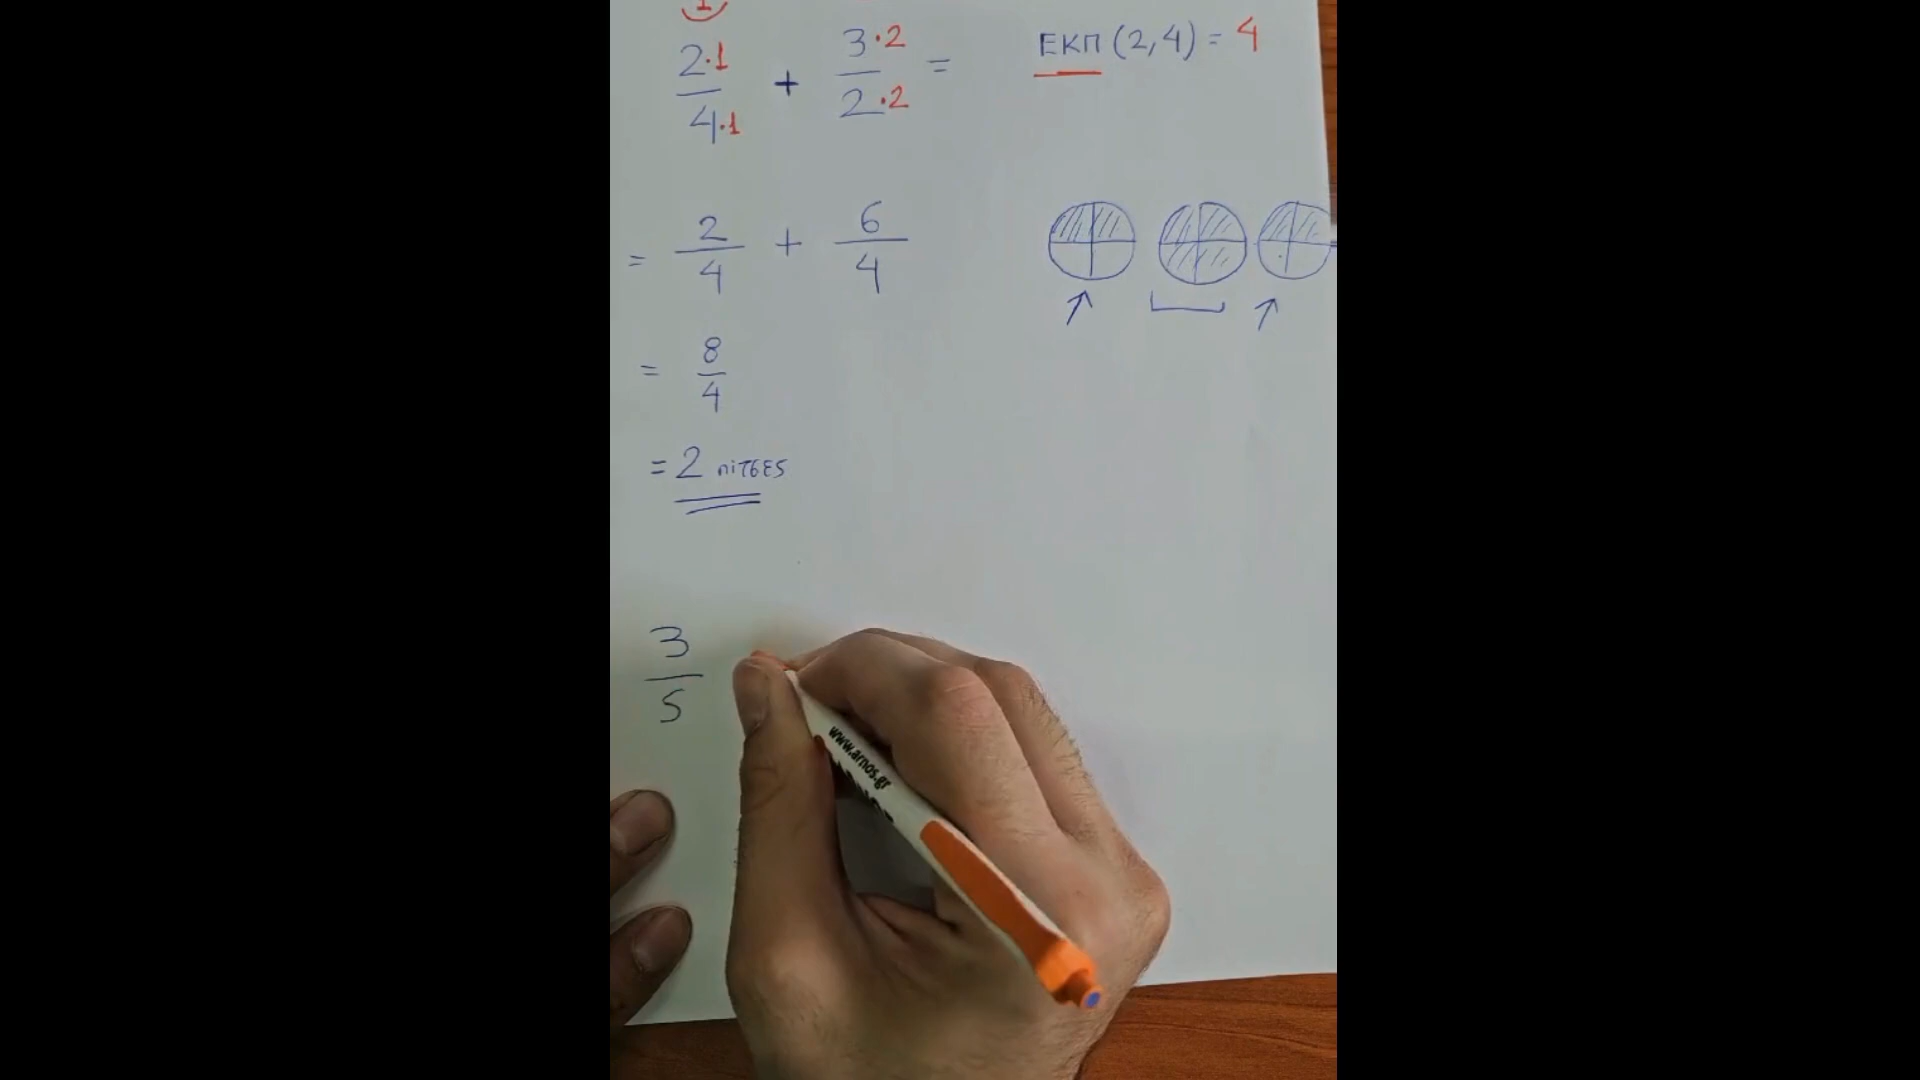 1
2·1/4·1 + 3·2/2·2 =
ΕΚΠ (2,4) = 4
= 2/4 + 6/4
= 8/4
= 2 πίτσες
3/5
www.arnos.gr